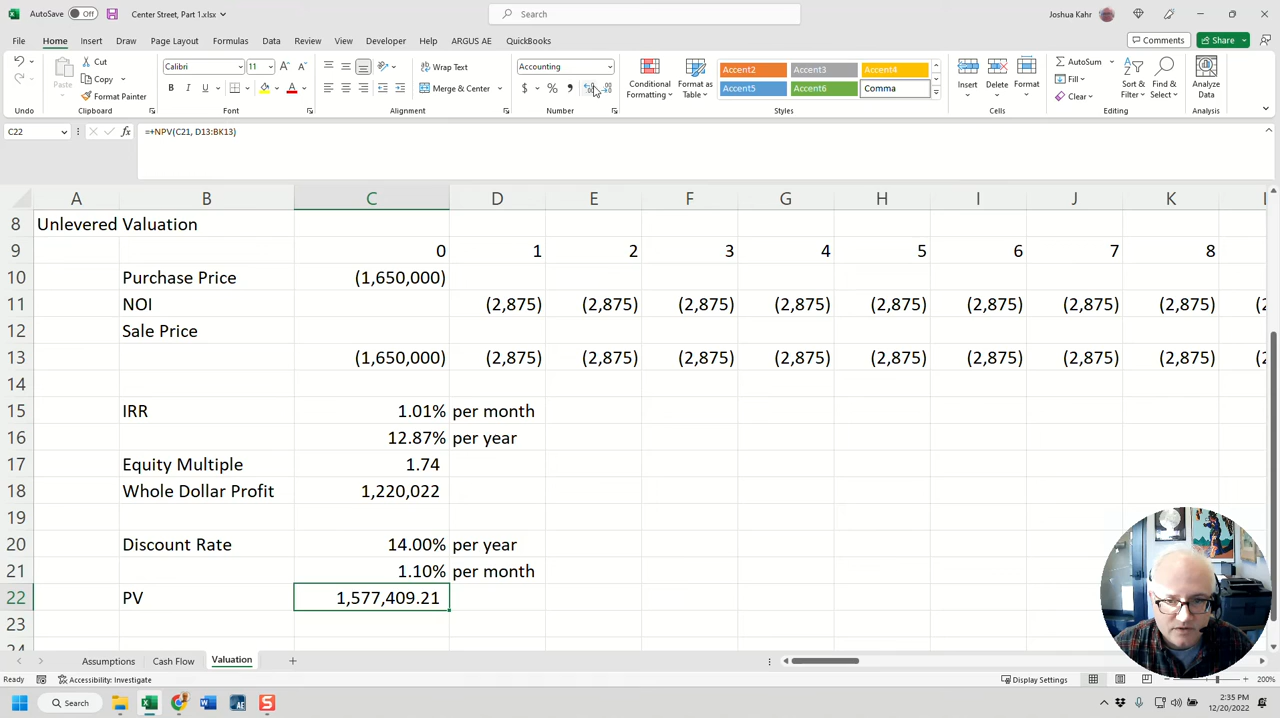 AutoSave Off Center Street, Part 1.xlsx Search Joshua Kahr
File Home Insert Draw Page Layout Formulas Data Review View Developer Help ARGUS AE QuickBooks Comments Share
Paste Cut Copy Format Painter Calibri 11 Wrap Text Merge & Center Accounting Conditional Formatting Format as Table Accent2 Accent3 Accent4 Accent5 Accent6 Comma Insert Delete Format AutoSum Fill Clear Sort & Filter Find & Select Analyze Data
Undo Clipboard Font Alignment Number Styles Cells Editing Analysis
C22 =+NPV(C21, D13:BK13)
A B C D E F G H I J K
8 Unlevered Valuation
9 0 1 2 3 4 5 6 7 8
10 Purchase Price (1,650,000)
11 NOI (2,875) (2,875) (2,875) (2,875) (2,875) (2,875) (2,875) (2,875)
12 Sale Price
13 (1,650,000) (2,875) (2,875) (2,875) (2,875) (2,875) (2,875) (2,875) (2,875)
14
15 IRR 1.01% per month
16 12.87% per year
17 Equity Multiple 1.74
18 Whole Dollar Profit 1,220,022
19
20 Discount Rate 14.00% per year
21 1.10% per month
22 PV 1,577,409.21
23
24
Assumptions Cash Flow Valuation
Ready Accessibility: Investigate Display Settings 200%
Search 2:35 PM
12/20/2022